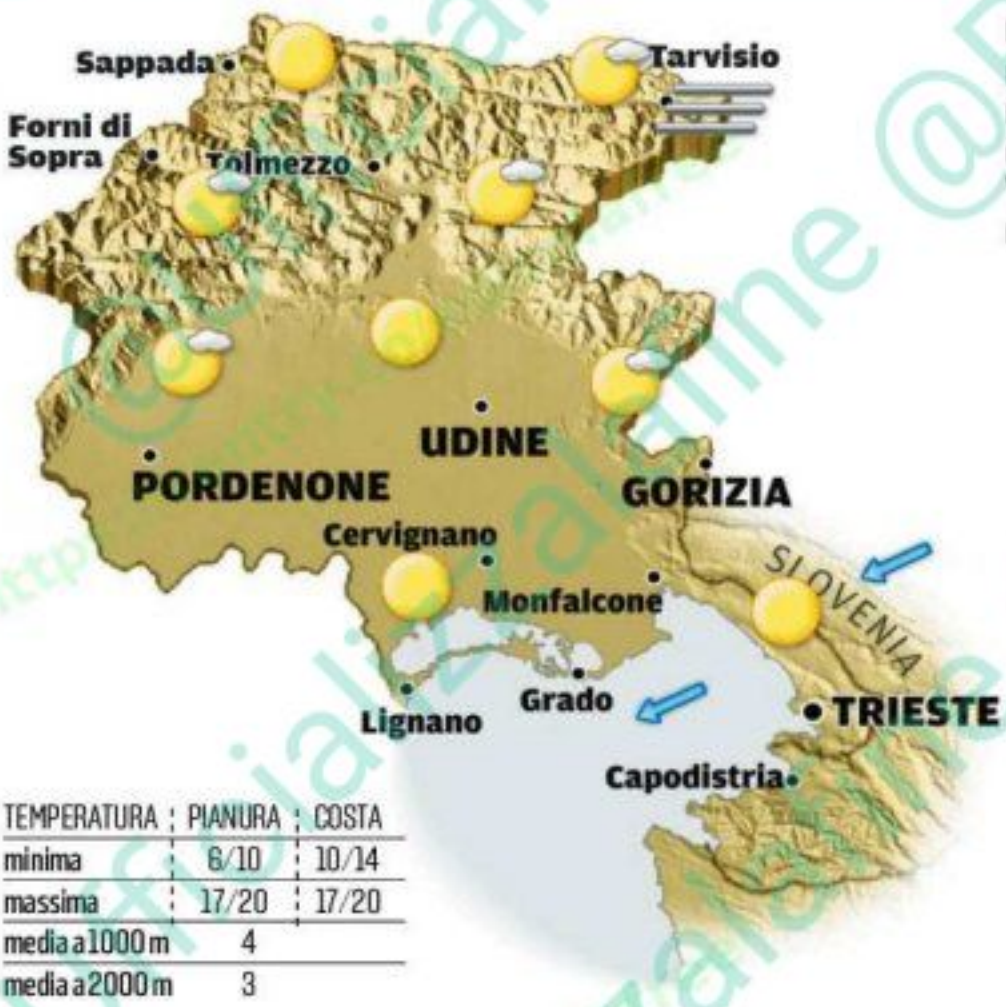 Sappada
Tarvisio
Forni di
Sopra
Tolmezzo
UDINE
PORDENONE
GORIZIA
Cervignano
SLOVENIA
Monfalcone
Grado
TRIESTE
Lignano
Capodistria
TEMPERATURA PIANURA COSTA
minima 6/10 10/14
massima 17/20 17/20
media a 1000 m 4
media a 2000 m 3